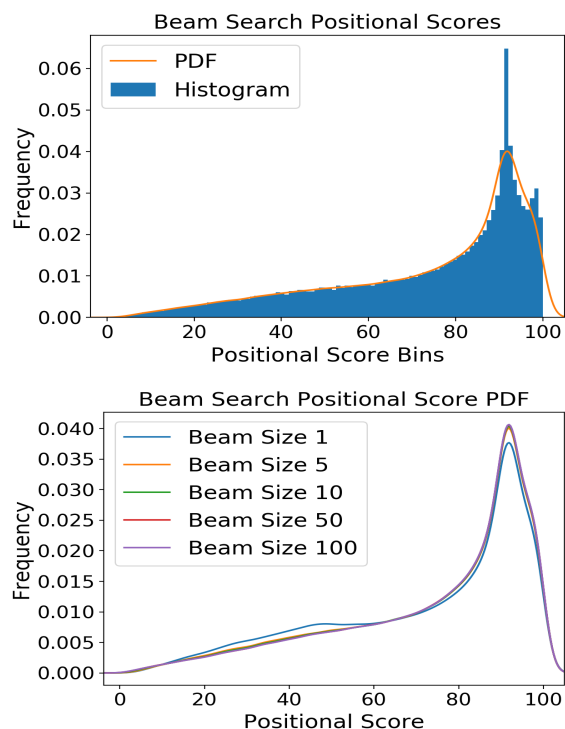 Beam Search Positional Scores
PDF
Histogram
0.06
0.05
0.04
0.03
0.02
0.01
0.00
Frequency
0 20 40 60 80 100
Positional Score Bins
Beam Search Positional Score PDF
Beam Size 1
Beam Size 5
Beam Size 10
Beam Size 50
Beam Size 100
0.040
0.035
0.030
0.025
0.020
0.015
0.010
0.005
0.000
Frequency
0 20 40 60 80 100
Positional Score